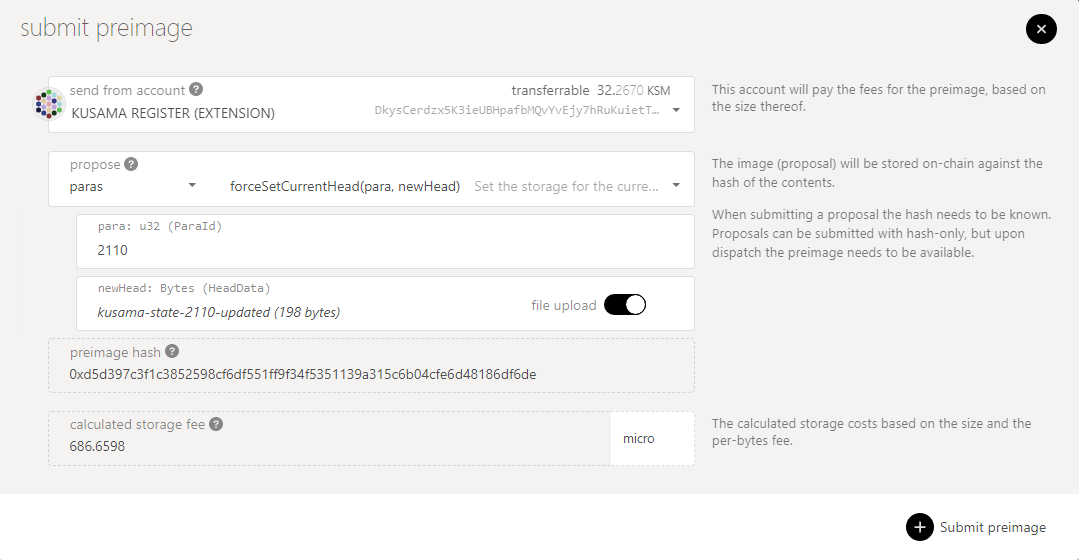 submit preimage
send from account ?
transferrable 32.2670 KSM
KUSAMA REGISTER (EXTENSION)
DkysCerdzx5K3ieUBHpafbMQvYvEjy7hRuKuietT…
This account will pay the fees for the preimage, based on
the size thereof.
propose ?
paras
forceSetCurrentHead(para, newHead) Set the storage for the curre...
The image (proposal) will be stored on-chain against the
hash of the contents.
When submitting a proposal the hash needs to be known.
Proposals can be submitted with hash-only, but upon
dispatch the preimage needs to be available.
para: u32 (ParaId)
2110
newHead: Bytes (HeadData)
kusama-state-2110-updated (198 bytes)
file upload
preimage hash ?
0xd5d397c3f1c3852598cf6df551ff9f34f5351139a315c6b04cfe6d48186df6de
calculated storage fee ?
686.6598
micro
The calculated storage costs based on the size and the
per-bytes fee.
Submit preimage